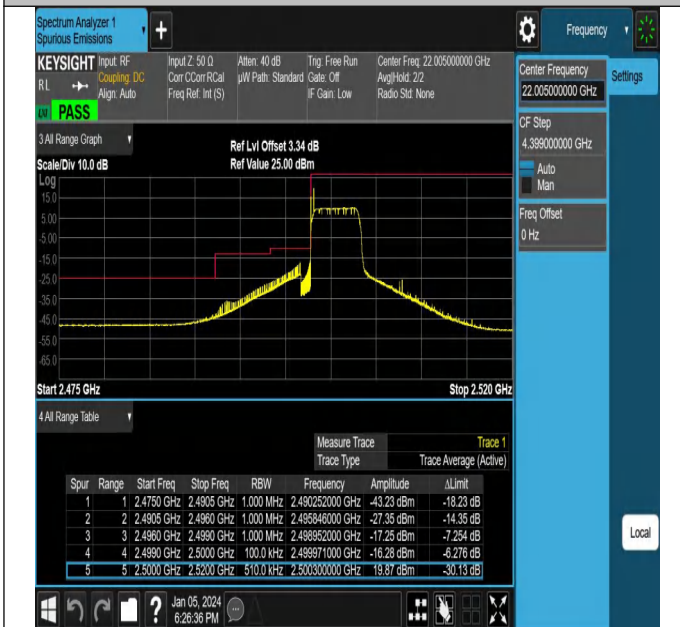 Spectrum Analyzer 1
Spurious Emissions
+
Frequency
KEYSIGHT
RL
Input: RF
Coupling: DC
Align: Auto
Input Z: 50 Ω
Corr CCorr RCal
Freq Ref: Int (S)
Atten: 40 dB
µW Path: Standard
Trig: Free Run
Gate: Off
IF Gain: Low
Center Freq: 22.005000000 GHz
Avg|Hold: 2/2
Radio Std: None
PASS
3 All Range Graph
Scale/Div 10.0 dB
Ref Lvl Offset 3.34 dB
Ref Value 25.00 dBm
Log
15.0
5.00
-5.00
-15.0
-25.0
-35.0
-45.0
-55.0
-65.0
Start 2.475 GHz
Stop 2.520 GHz
4 All Range Table
Measure Trace Trace 1
Trace Type Trace Average (Active)
Spur Range Start Freq Stop Freq RBW Frequency Amplitude ΔLimit
1 1 2.4750 GHz 2.4905 GHz 1.000 MHz 2.490252000 GHz -43.23 dBm -18.23 dB
2 2 2.4905 GHz 2.4960 GHz 1.000 MHz 2.495846000 GHz -27.35 dBm -14.35 dB
3 3 2.4960 GHz 2.4990 GHz 1.000 MHz 2.498952000 GHz -17.25 dBm -7.254 dB
4 4 2.4990 GHz 2.5000 GHz 100.0 kHz 2.499971000 GHz -16.28 dBm -6.276 dB
5 5 2.5000 GHz 2.5200 GHz 510.0 kHz 2.500300000 GHz 19.87 dBm -30.13 dB
Center Frequency
22.005000000 GHz
Settings
CF Step
4.399000000 GHz
Auto
Man
Freq Offset
0 Hz
Local
?
Jan 05, 2024
6:26:36 PM